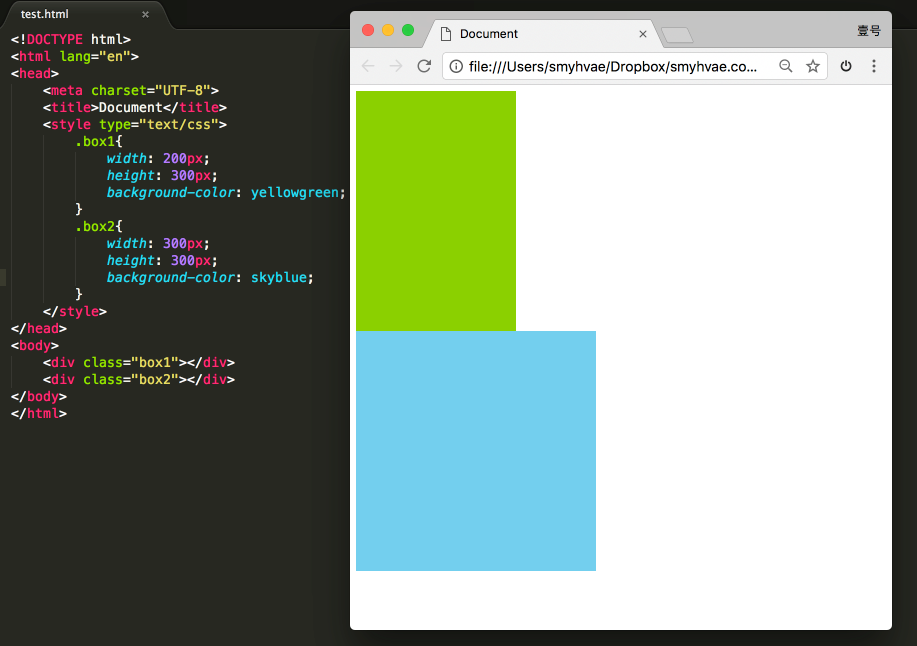 test.html
<!DOCTYPE html>
<html lang="en">
<head>
    <meta charset="UTF-8">
    <title>Document</title>
    <style type="text/css">
        .box1{
            width: 200px;
            height: 300px;
            background-color: yellowgreen;
        }
        .box2{
            width: 300px;
            height: 300px;
            background-color: skyblue;
        }
    </style>
</head>
<body>
    <div class="box1"></div>
    <div class="box2"></div>
</body>
</html>
Document
壹号
file:///Users/smyhvae/Dropbox/smyhvae.co...